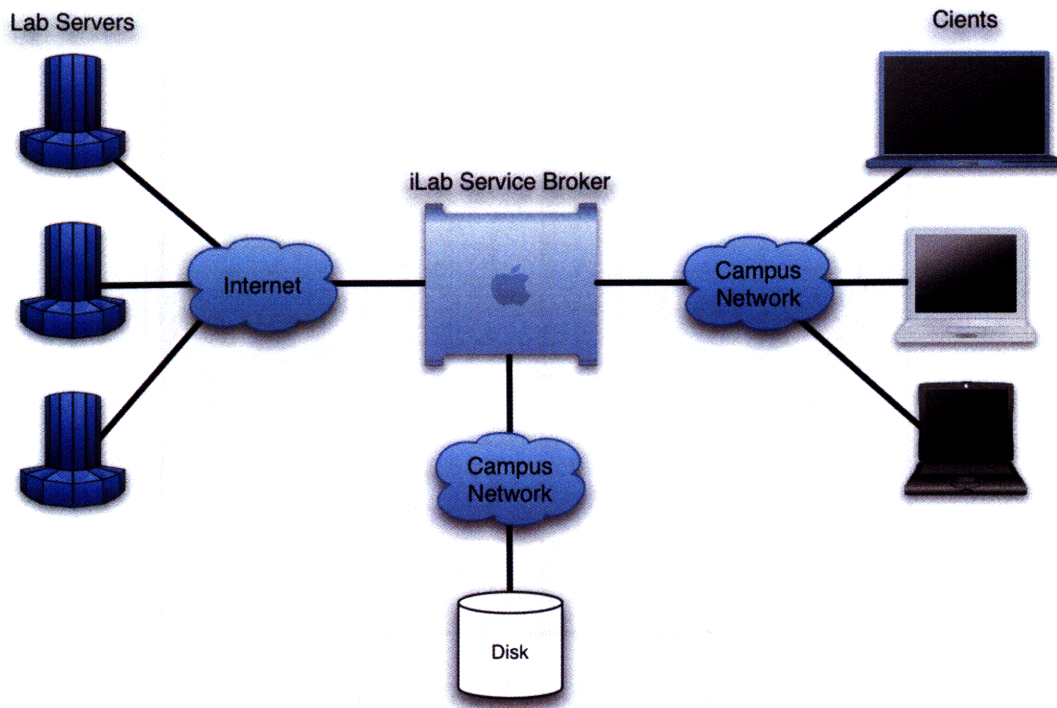 Lab Servers
Cients
iLab Service Broker
Internet
Campus
Network
Campus
Network
Disk